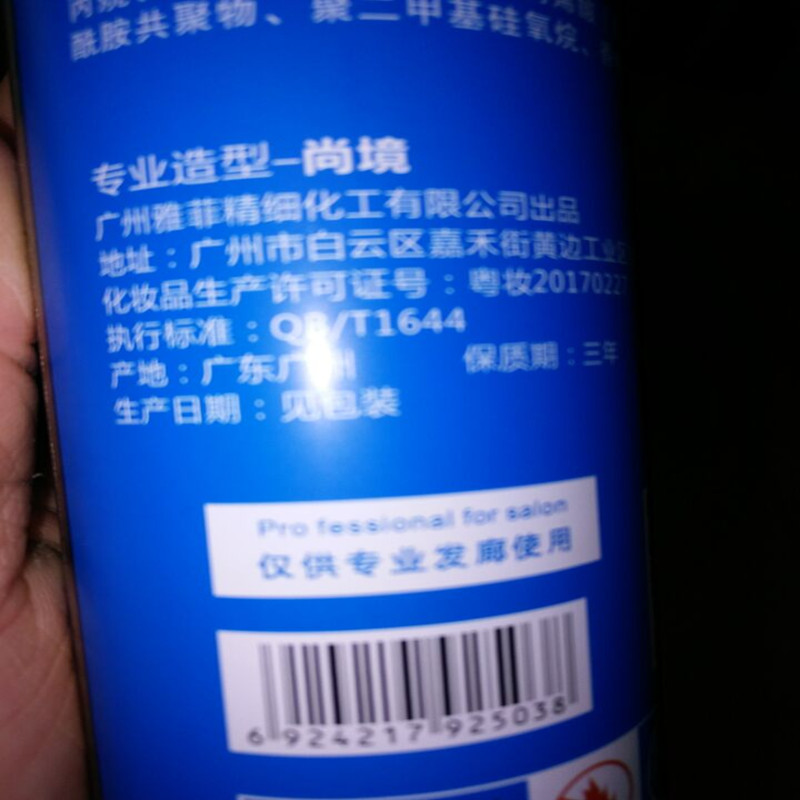 酰胺共聚物、聚二甲基硅氧烷、
专业造型-尚境
广州雅菲精细化工有限公司出品
地址：广州市白云区嘉禾街黄边工业区
化妆品生产许可证号：粤妆2017022
执行标准：QB/T1644
产地：广东广州 保质期：三年
生产日期：见包装
Pro fessional for salon
仅供专业发廊使用
6 924217 925038